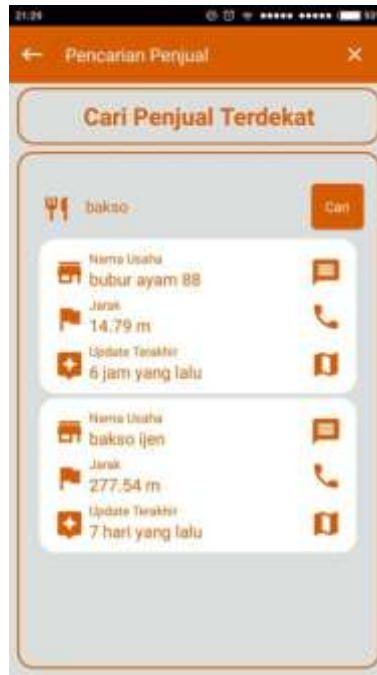 21:29
Pencarian Penjual
Cari Penjual Terdekat
bakso
Cari
Nama Usaha
bubur ayam 88
Jarak
14.79 m
Update Terakhir
6 jam yang lalu
Nama Usaha
bakso ijen
Jarak
277.54 m
Update Terakhir
7 hari yang lalu